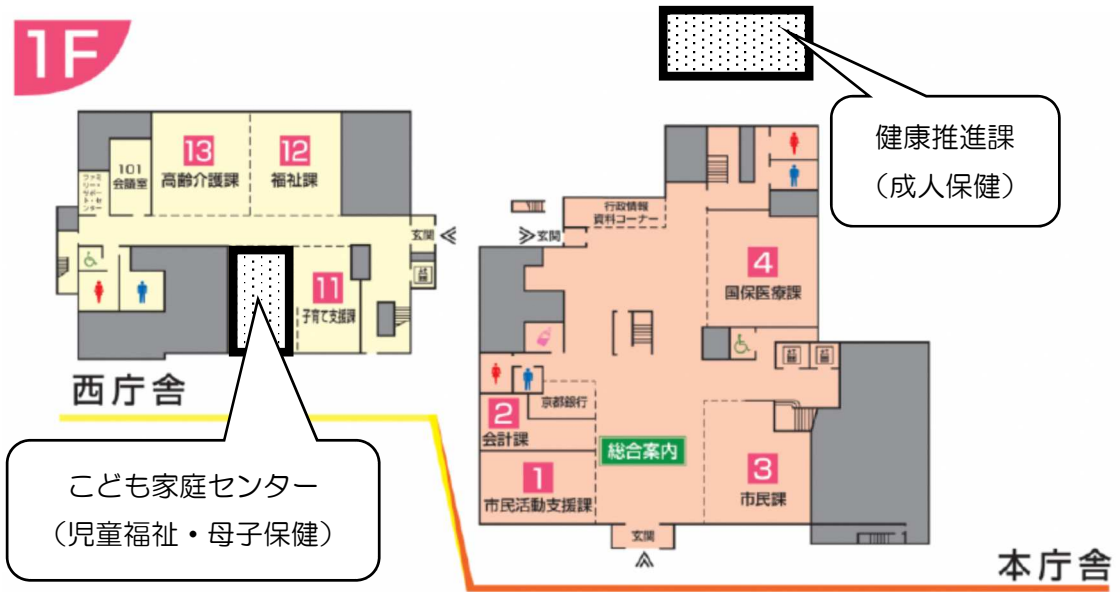 1F
健康推進課
（成人保健）
13
高齢介護課
12
福祉課
101
会議室
ファミ
リー・
サポー
ト・セ
ンター
玄関
11
子育て支援課
西庁舎
こども家庭センター
（児童福祉・母子保健）
行政情報
資料コーナー
玄関
4
国保医療課
京都銀行
2
会計課
総合案内
1
市民活動支援課
3
市民課
玄関
本庁舎